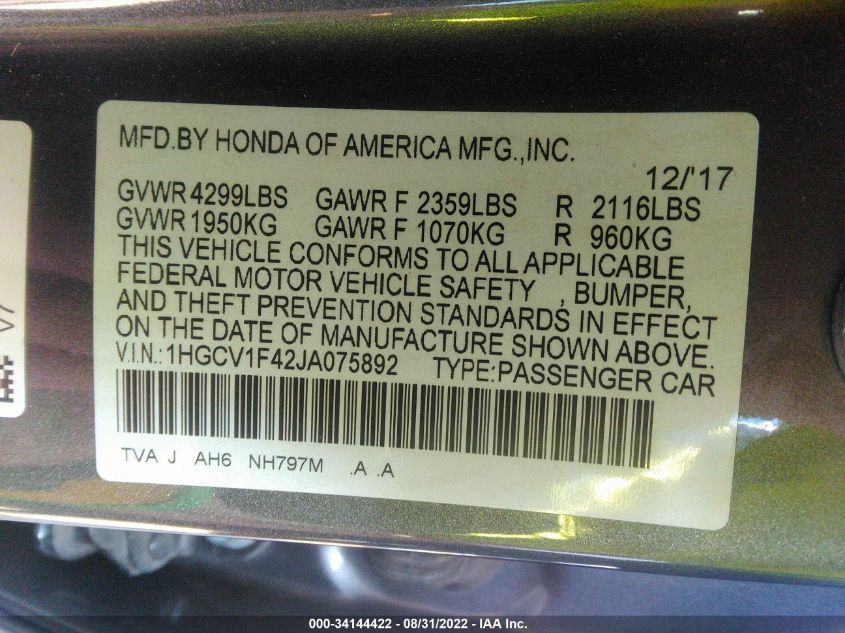 MFD.BY HONDA OF AMERICA MFG.,INC.
12/'17
GVWR 4299LBS GAWR F 2359LBS R 2116LBS
GVWR 1950KG GAWR F 1070KG R 960KG
THIS VEHICLE CONFORMS TO ALL APPLICABLE
FEDERAL MOTOR VEHICLE SAFETY , BUMPER,
AND THEFT PREVENTION STANDARDS IN EFFECT
ON THE DATE OF MANUFACTURE SHOWN ABOVE.
V.I.N.:1HGCV1F42JA075892 TYPE:PASSENGER CAR
TVA J AH6 NH797M .A .A
V7
000-34144422 - 08/31/2022 - IAA Inc.